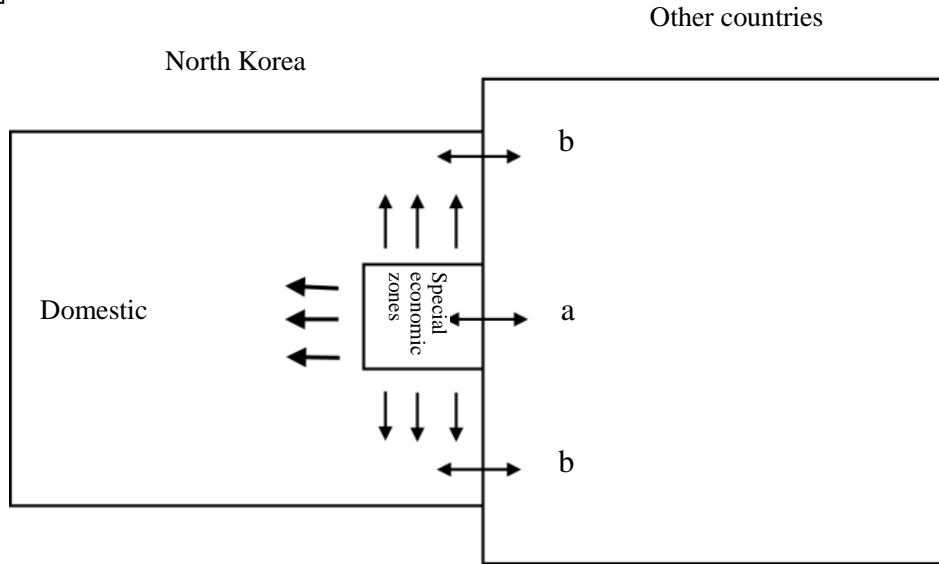 ]
Other countries
North Korea
b
Special
economic
zones
Domestic
a
b